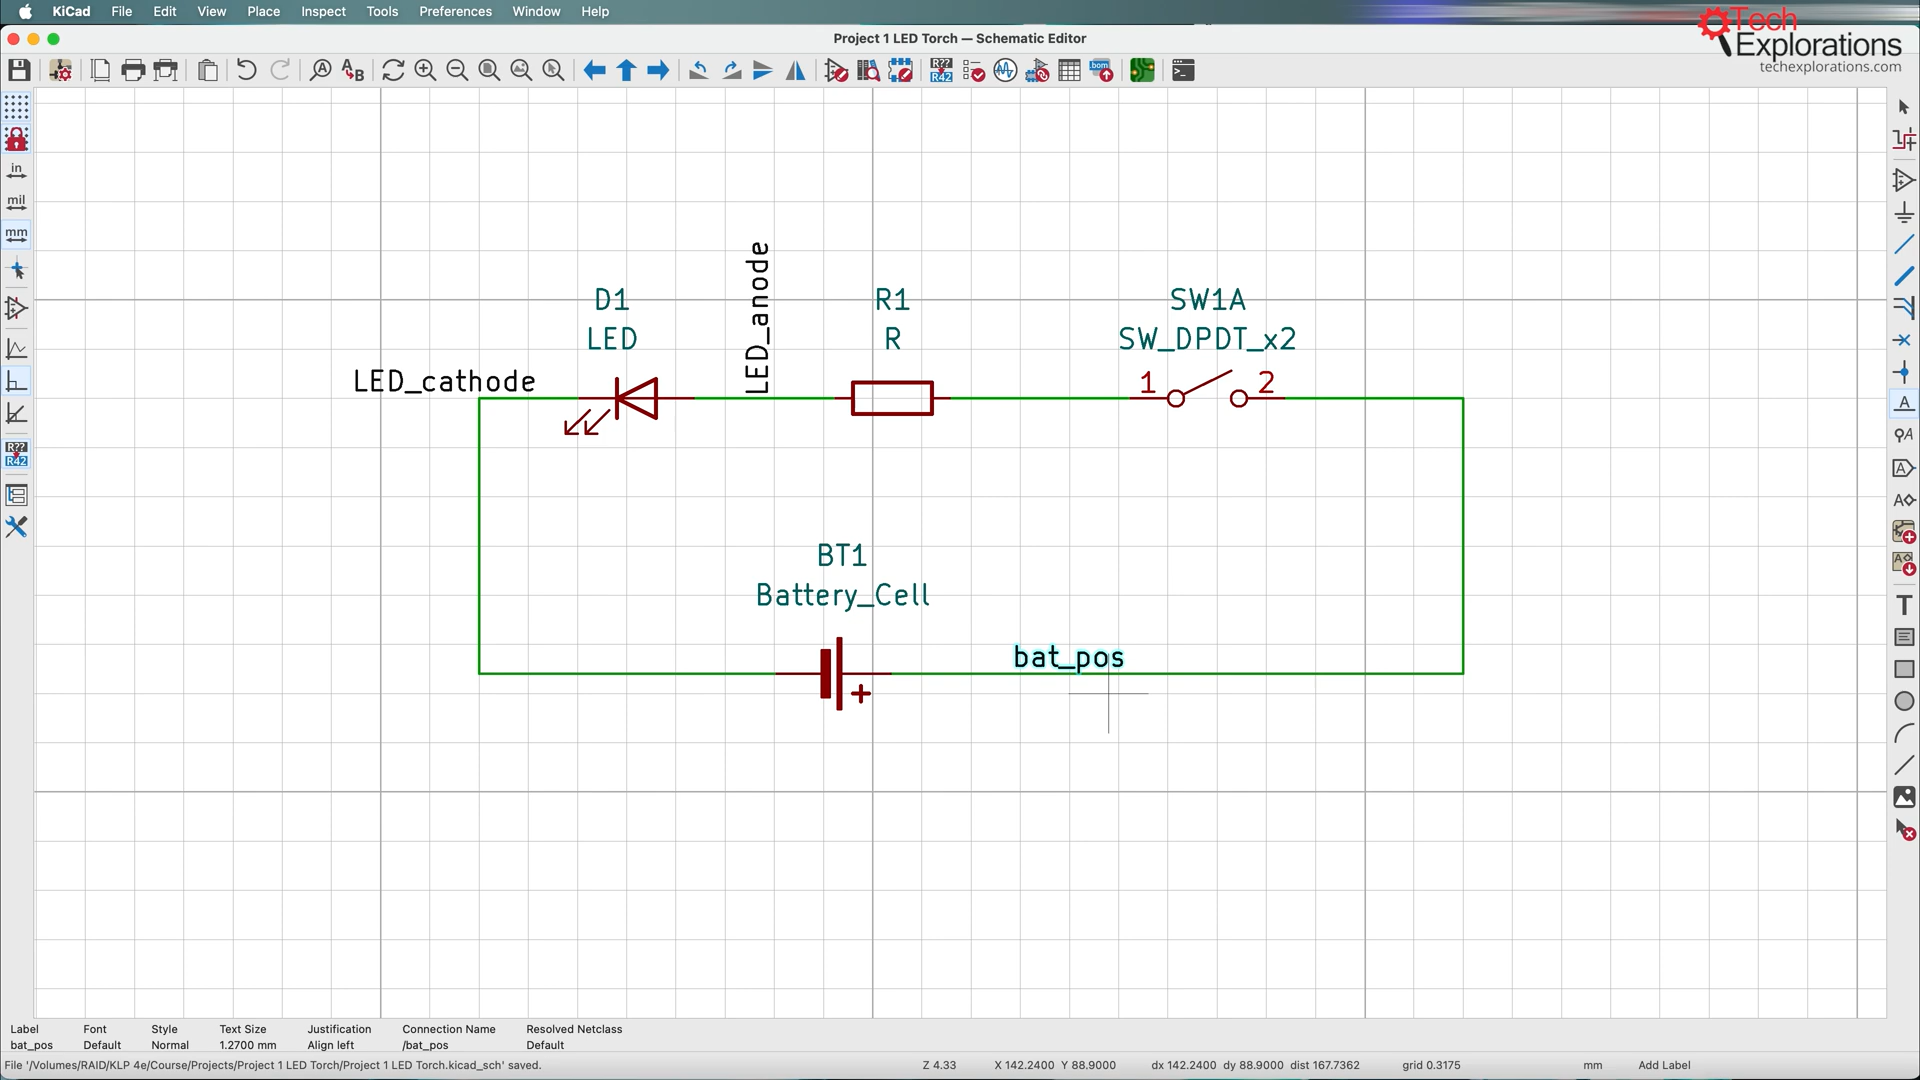 KiCad File Edit View Place Inspect Tools Preferences Window Help
Tech
Explorations
techexplorations.com
Project 1 LED Torch — Schematic Editor
in
mil
mm
R??
R42
LED_anode
D1
LED
R1
R
SW1A
SW_DPDT_x2
LED_cathode
1 2
BT1
Battery_Cell
bat_pos
+
Label Font Style Text Size Justification Connection Name Resolved Netclass
bat_pos Default Normal 1.2700 mm Align left /bat_pos Default
File '/Volumes/RAID/KLP 4e/Course/Projects/Project 1 LED Torch/Project 1 LED Torch.kicad_sch' saved. Z 4.33 X 142.2400 Y 88.9000 dx 142.2400 dy 88.9000 dist 167.7362 grid 0.3175 mm Add Label